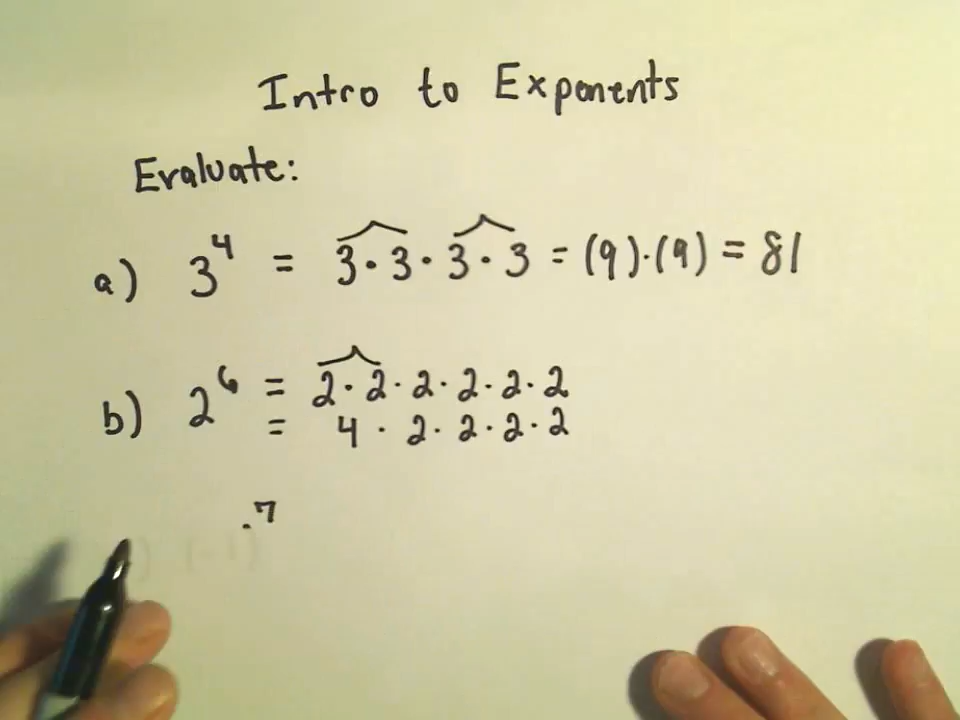 Intro to Exponents
Evaluate:
a) 3⁴ = 3 · 3 · 3 · 3 = (9)·(9) = 81
b) 2⁶ = 2 · 2 · 2 · 2 · 2 · 2
= 4 · 2 · 2 · 2 · 2
. ⁷